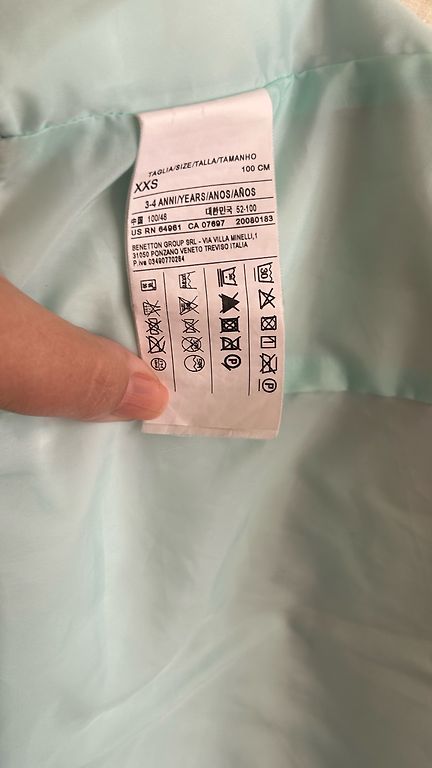 TAGLIA/SIZE/TALLA/TAMANHO
XXS 100 CM
3-4 ANNI/YEARS/ANOS/AÑOS
中国 100/48 대한민국 52-100
US RN 64961 CA 07697 20080183
BENETTON GROUP SRL - VIA VILLA MINELLI,1
31050 PONZANO VENETO TREVISO ITALIA
P.iva 03490770264
30
P
P